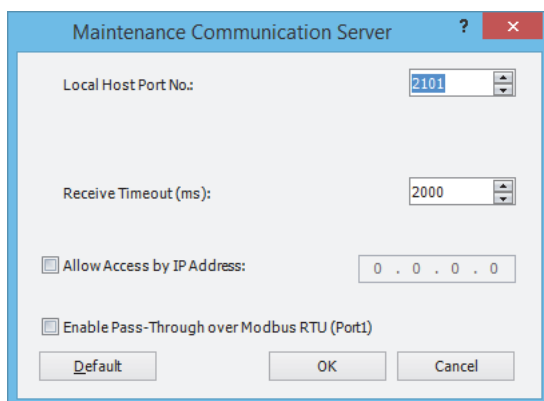 Maintenance Communication Server ? ×
Local Host Port No.: 2101
Receive Timeout (ms): 2000
Allow Access by IP Address: 0 . 0 . 0 . 0
Enable Pass-Through over Modbus RTU (Port1)
Default OK Cancel